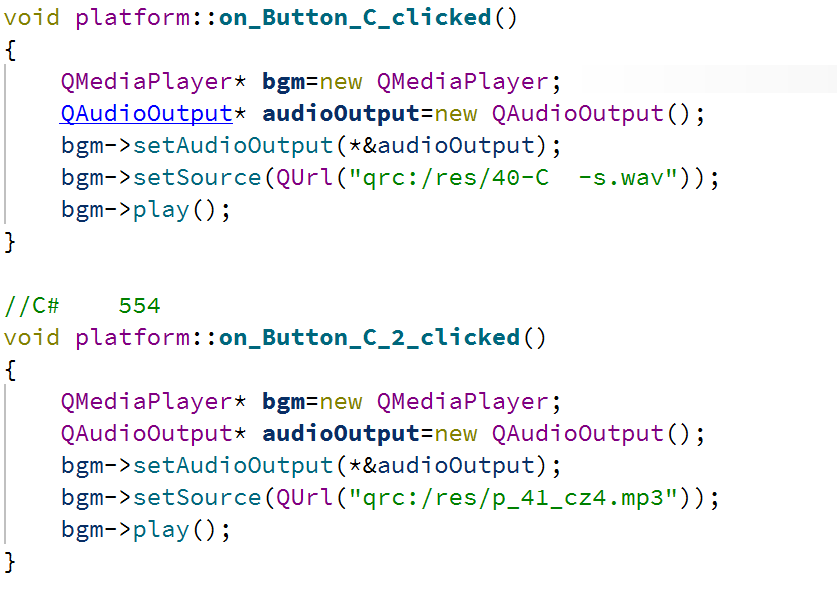 void platform::on_Button_C_clicked()
{
    QMediaPlayer* bgm=new QMediaPlayer;
    QAudioOutput* audioOutput=new QAudioOutput();
    bgm->setAudioOutput(*&audioOutput);
    bgm->setSource(QUrl("qrc:/res/40-C  -s.wav"));
    bgm->play();
}

//C#    554
void platform::on_Button_C_2_clicked()
{
    QMediaPlayer* bgm=new QMediaPlayer;
    QAudioOutput* audioOutput=new QAudioOutput();
    bgm->setAudioOutput(*&audioOutput);
    bgm->setSource(QUrl("qrc:/res/p_41_cz4.mp3"));
    bgm->play();
}